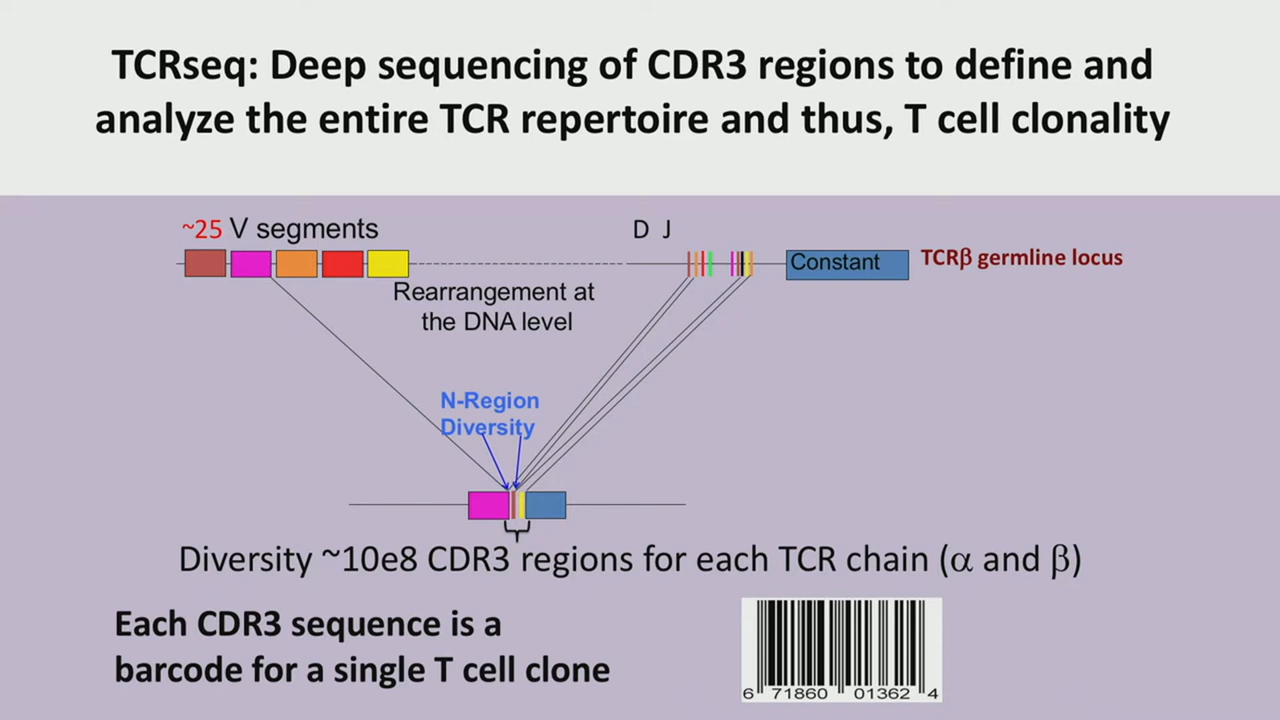 TCRseq: Deep sequencing of CDR3 regions to define and
analyze the entire TCR repertoire and thus, T cell clonality
~25 V segments
D J
Constant
TCRβ germline locus
Rearrangement at
the DNA level
N-Region
Diversity
Diversity ~10e8 CDR3 regions for each TCR chain (α and β)
Each CDR3 sequence is a
barcode for a single T cell clone
6 71860 01362 4